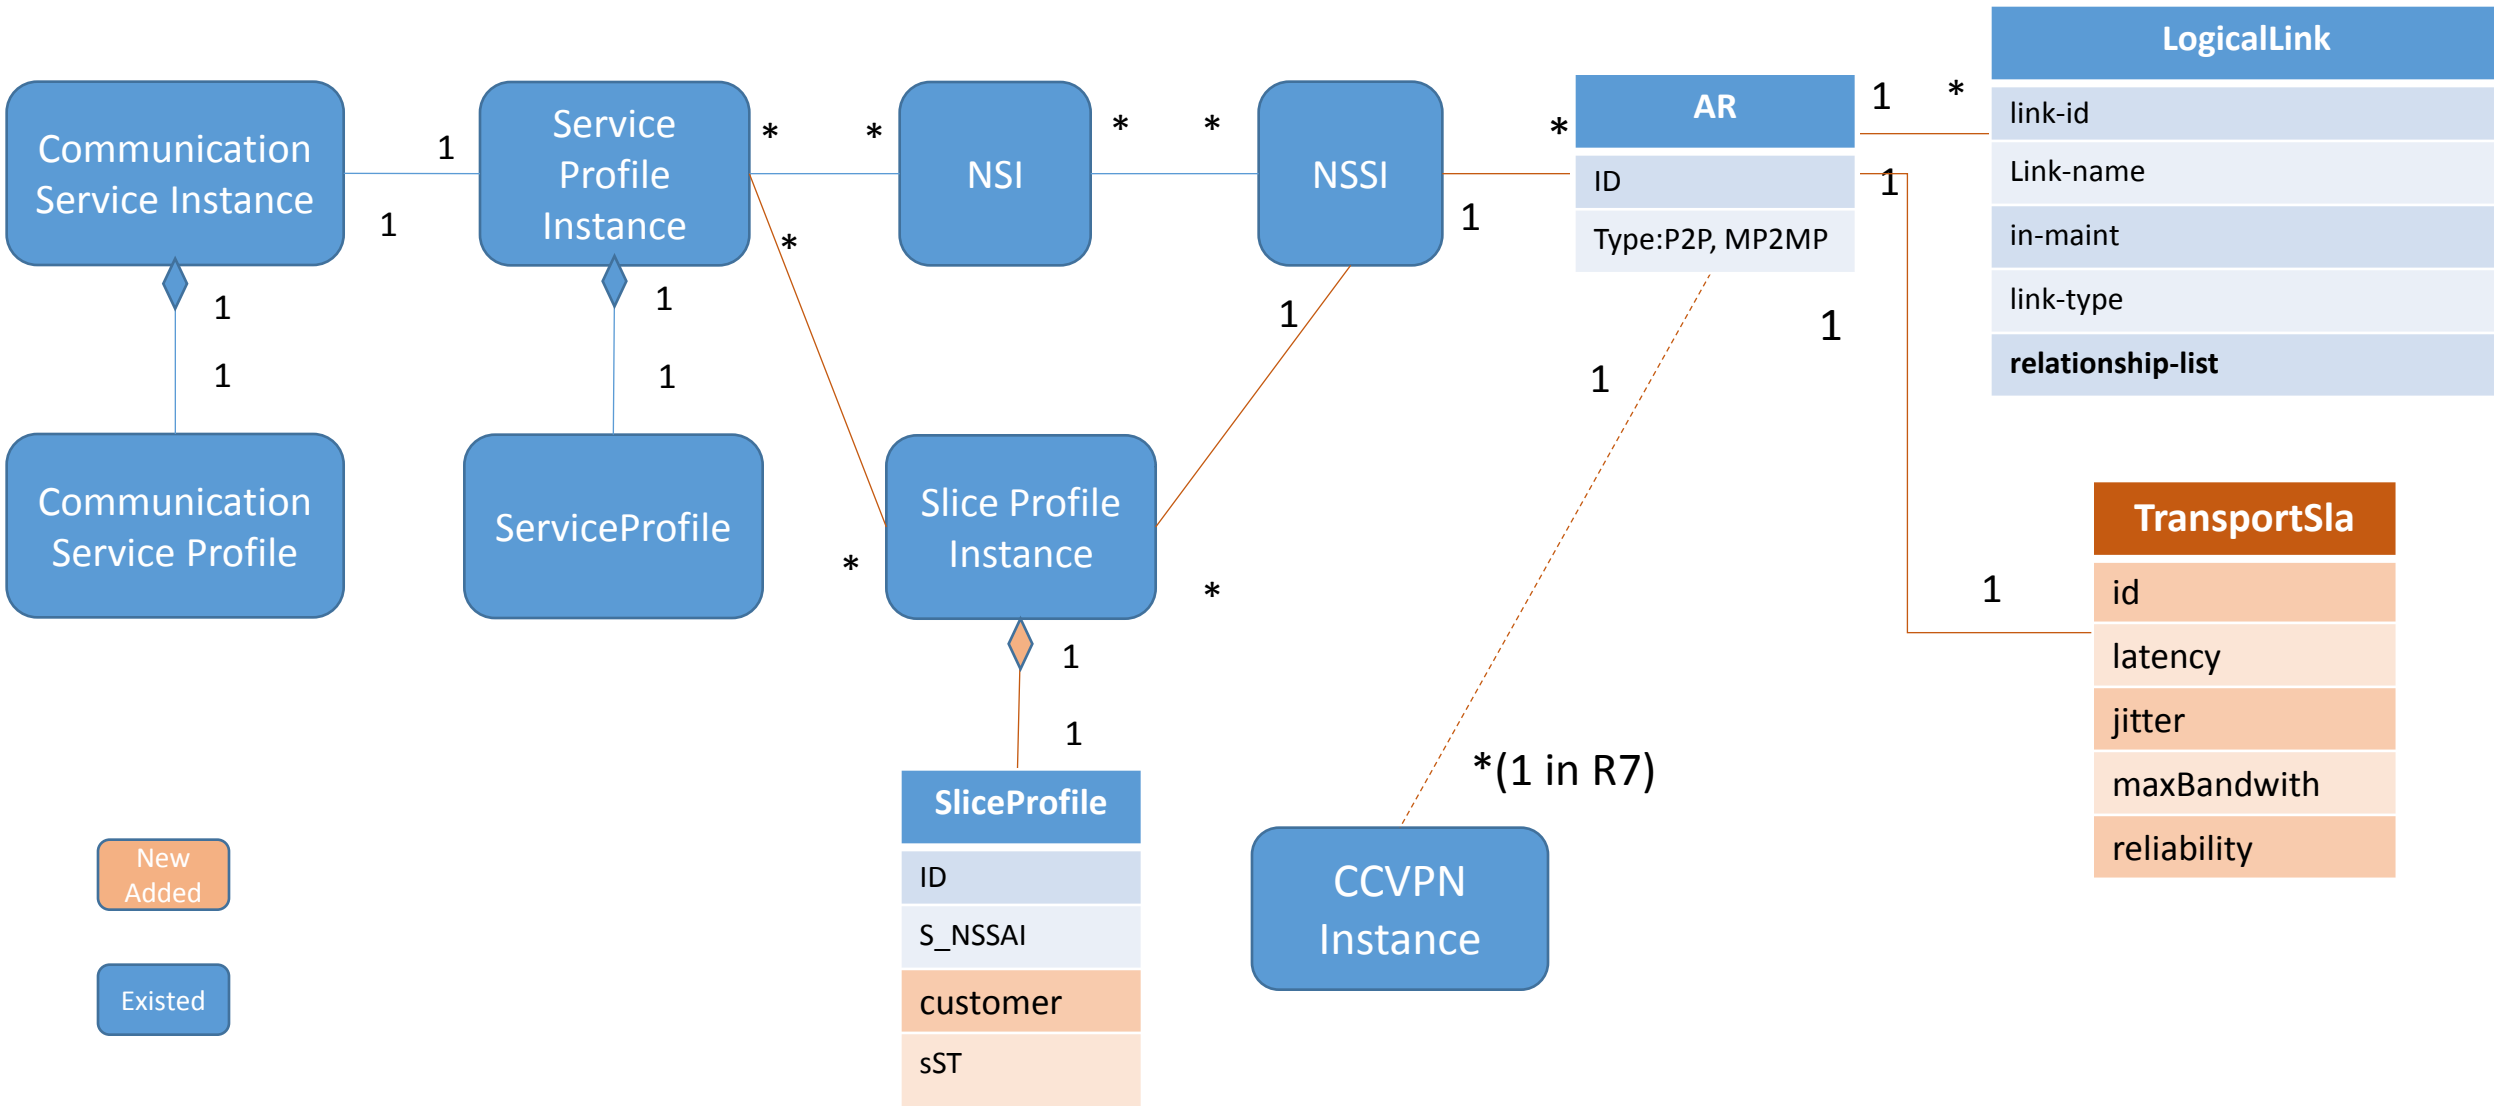 LogicalLink
link-id
Link-name
in-maint
link-type
relationship-list
Communication
Service Instance
1
1
Service
Profile
Instance
*
*
NSI
*
*
NSSI
*
1
AR
ID
Type:P2P, MP2MP
1
*
1
1
*
1
1
1
1
1
1
Communication
Service Profile
ServiceProfile
*
Slice Profile
Instance
*
1
1
1
*(1 in R7)
1
TransportSla
id
latency
jitter
maxBandwith
reliability
SliceProfile
ID
S_NSSAI
customer
sST
CCVPN
Instance
New
Added
Existed